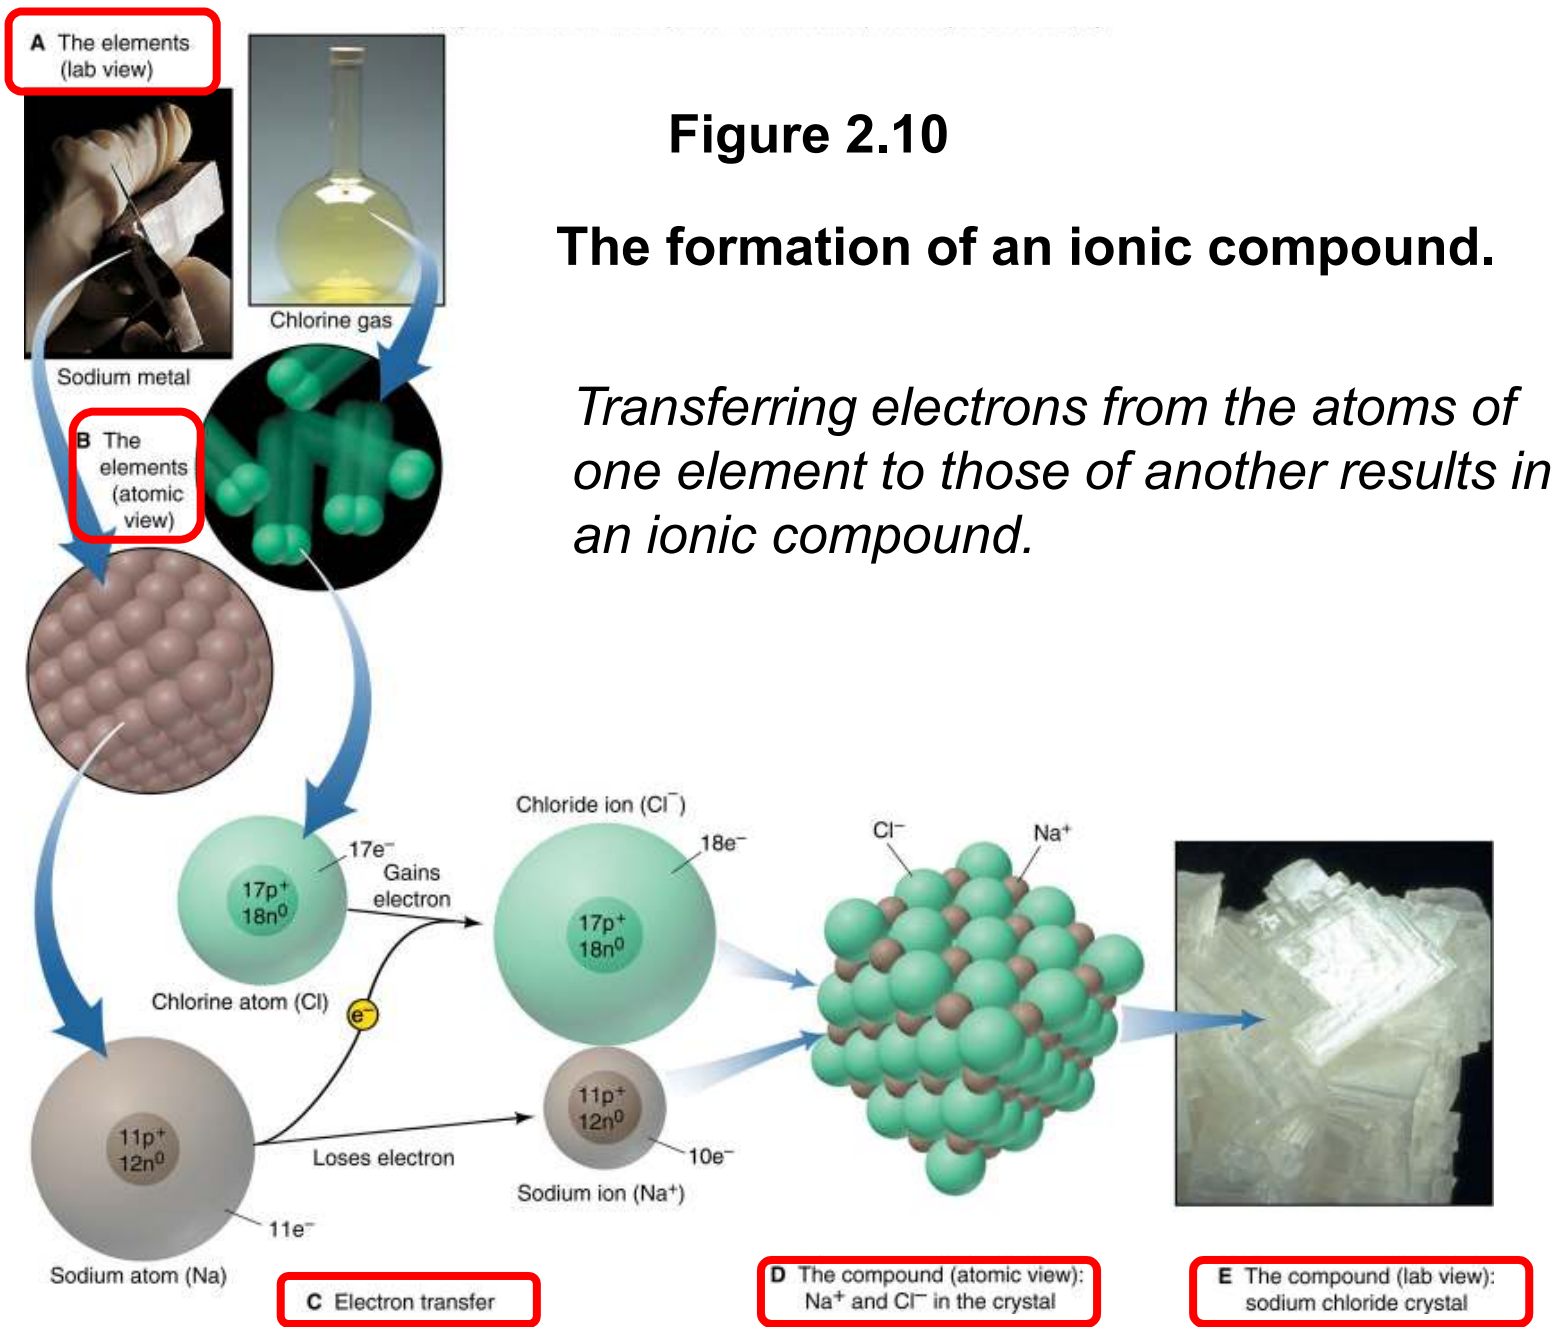 A The elements
(lab view)
Figure 2.10
The formation of an ionic compound.
Chlorine gas
Sodium metal
Transferring electrons from the atoms of
one element to those of another results in
an ionic compound.
B The
elements
(atomic
view)
Chloride ion (Cl⁻)
18e⁻
17p⁺
18n⁰
17e⁻
Gains
electron
17p⁺
18n⁰
Chlorine atom (Cl)
e⁻
Cl⁻
Na⁺
11p⁺
12n⁰
11e⁻
Sodium atom (Na)
Loses electron
11p⁺
12n⁰
10e⁻
Sodium ion (Na⁺)
C Electron transfer
D The compound (atomic view):
Na⁺ and Cl⁻ in the crystal
E The compound (lab view):
sodium chloride crystal